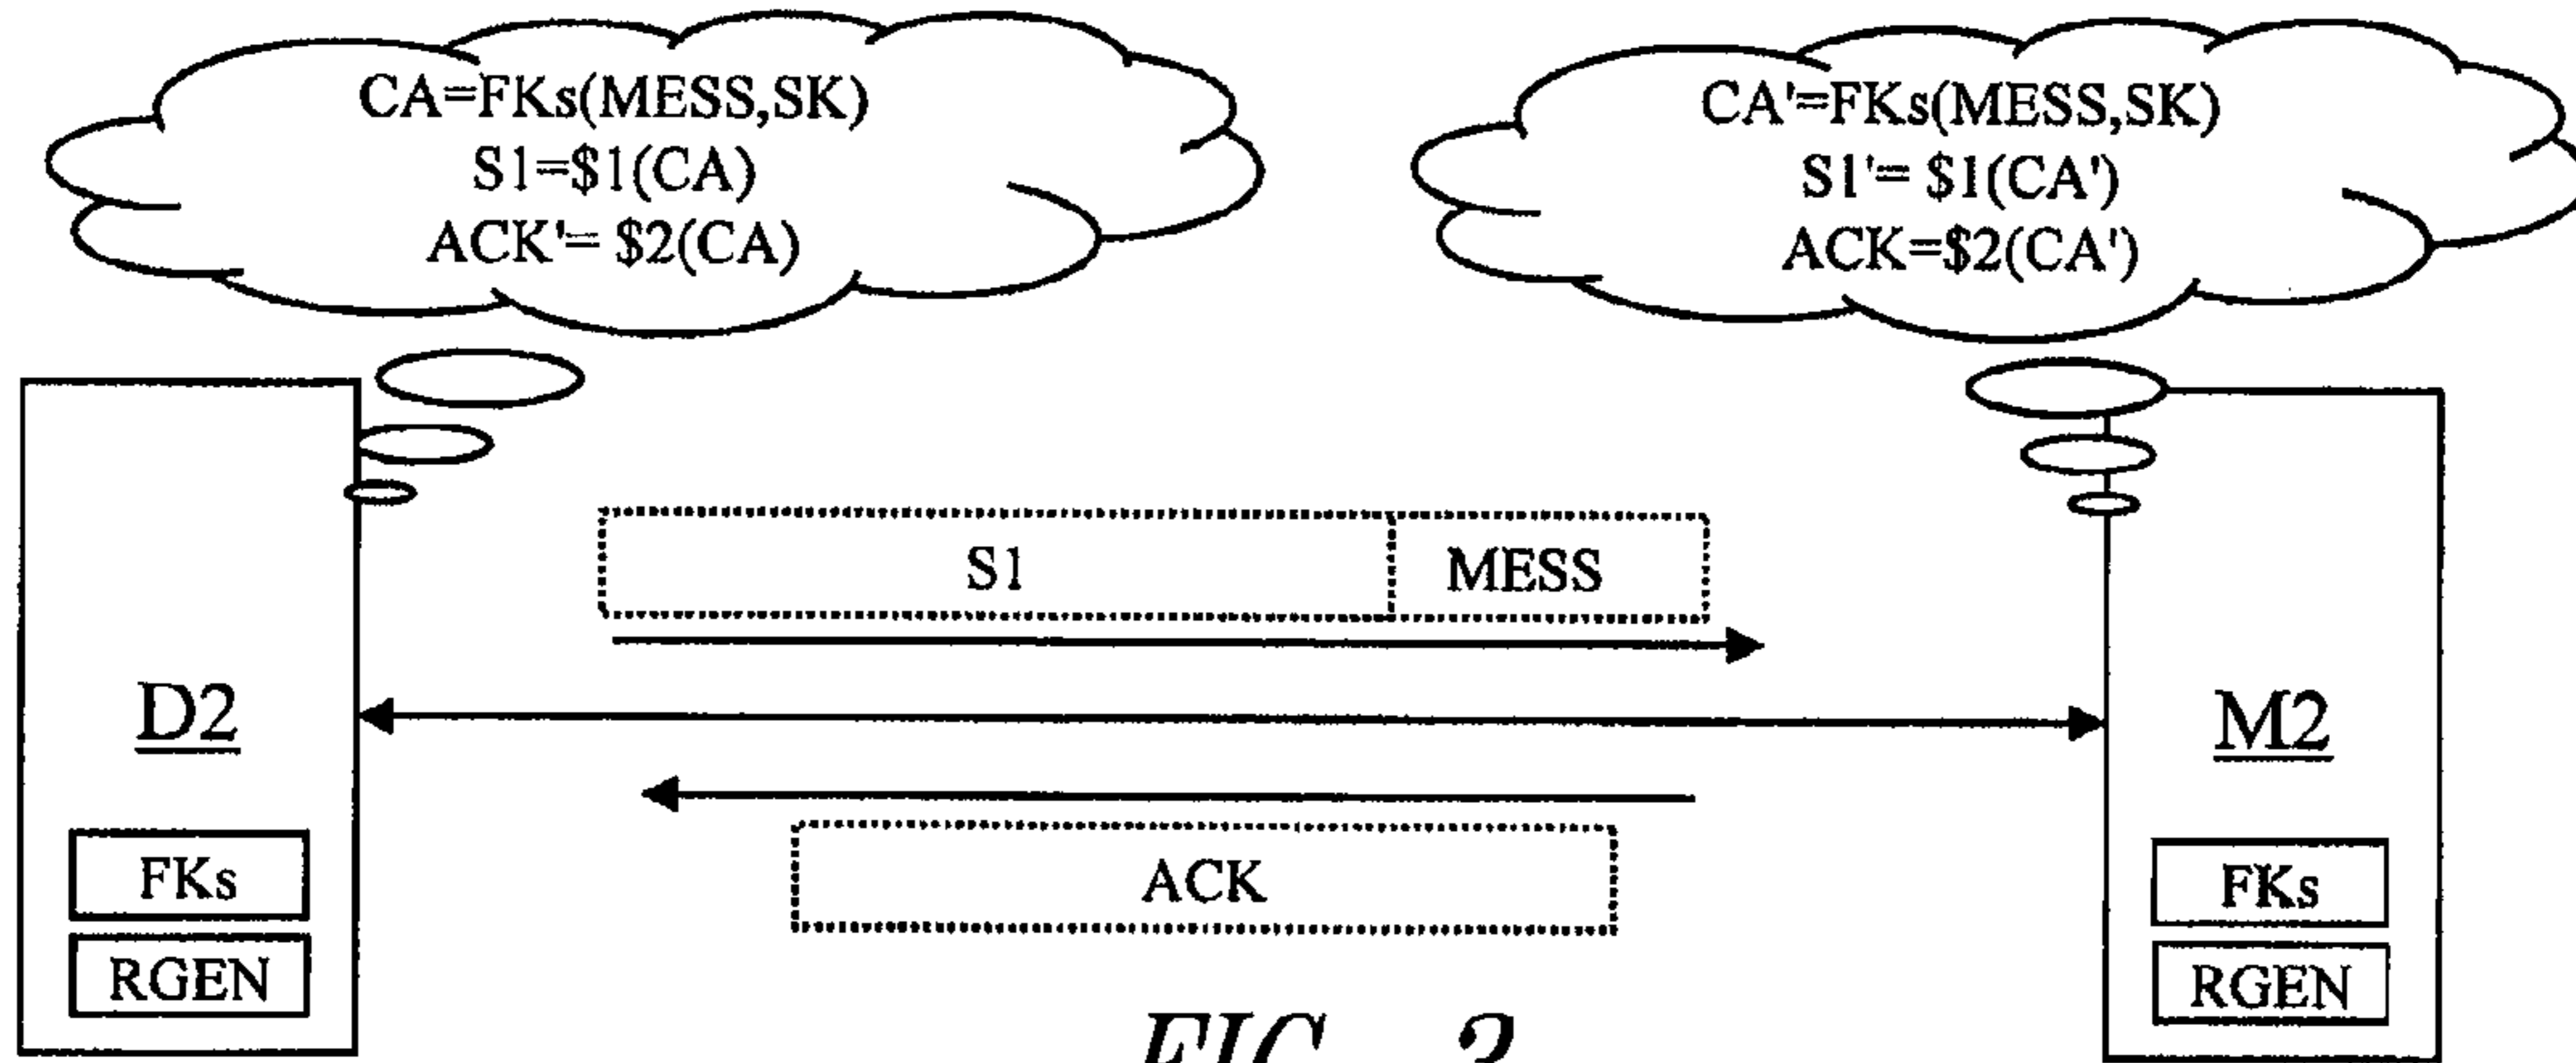 CA=FKs(MESS,SK)
S1=$1(CA)
ACK'= $2(CA)
CA'=FKs(MESS,SK)
S1'= $1(CA')
ACK=$2(CA')
S1
MESS
D2
M2
ACK
FKs
RGEN
FKs
RGEN